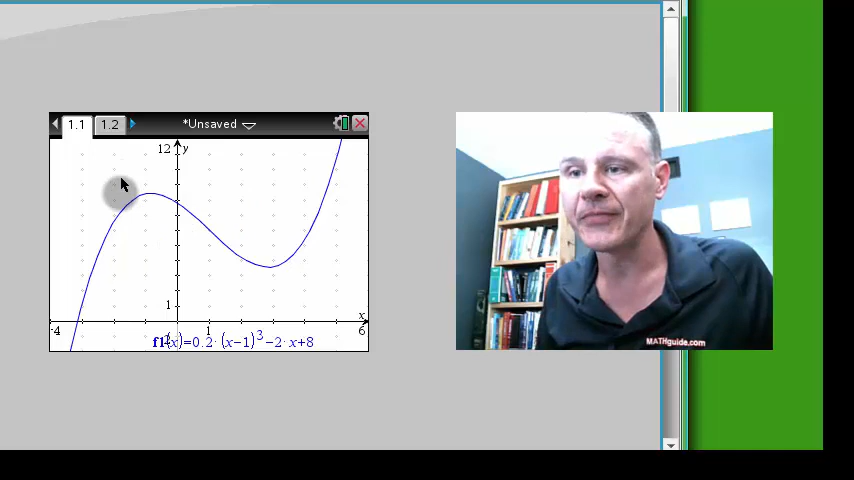 1.1 1.2 *Unsaved
12 y
1
x
-4 1 6
f1(x)=0.2·(x−1)³−2·x+8
MATHguide.com